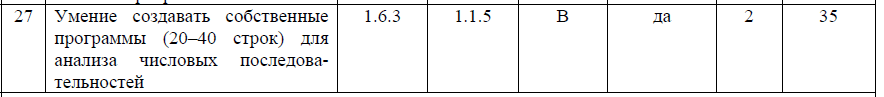 27 Умение создавать собственные 1.6.3 1.1.5 В да 2 35
программы (20–40 строк) для
анализа числовых последова-
тельностей